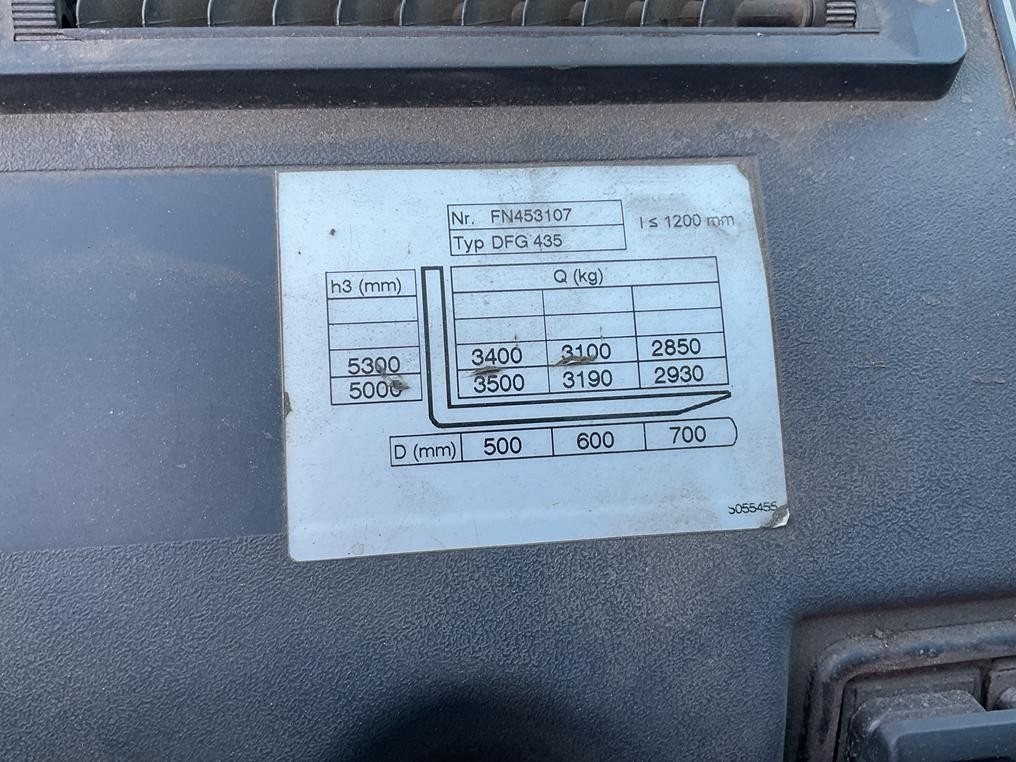 Nr. FN453107
l ≤ 1200 mm
Typ DFG 435
h3 (mm) Q (kg)
5300 3400 3100 2850
5000 3500 3190 2930
D (mm) 500 600 700
S055455